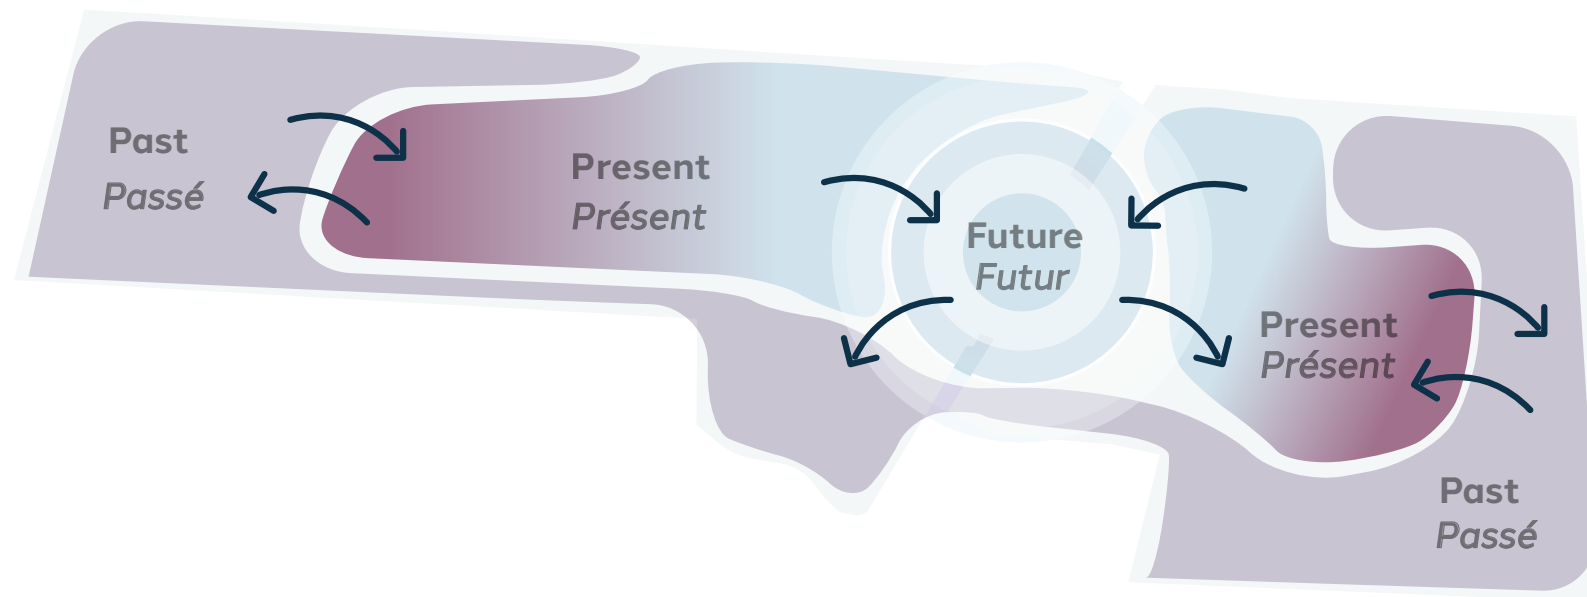 Past
Passé
Present
Présent
Future
Futur
Present
Présent
Past
Passé